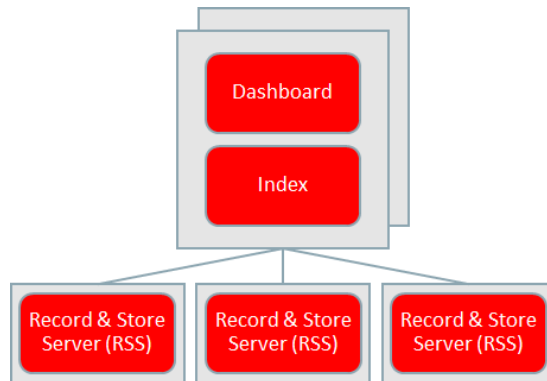 Dashboard
Index
Record & Store
Server (RSS)
Record & Store
Server (RSS)
Record & Store
Server (RSS)